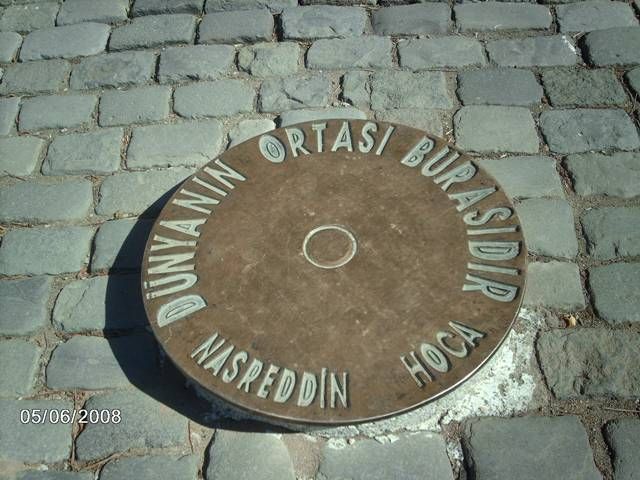 DÜNYANIN ORTASI BURASIDIR
NASREDDİN HOCA
05/06/2008